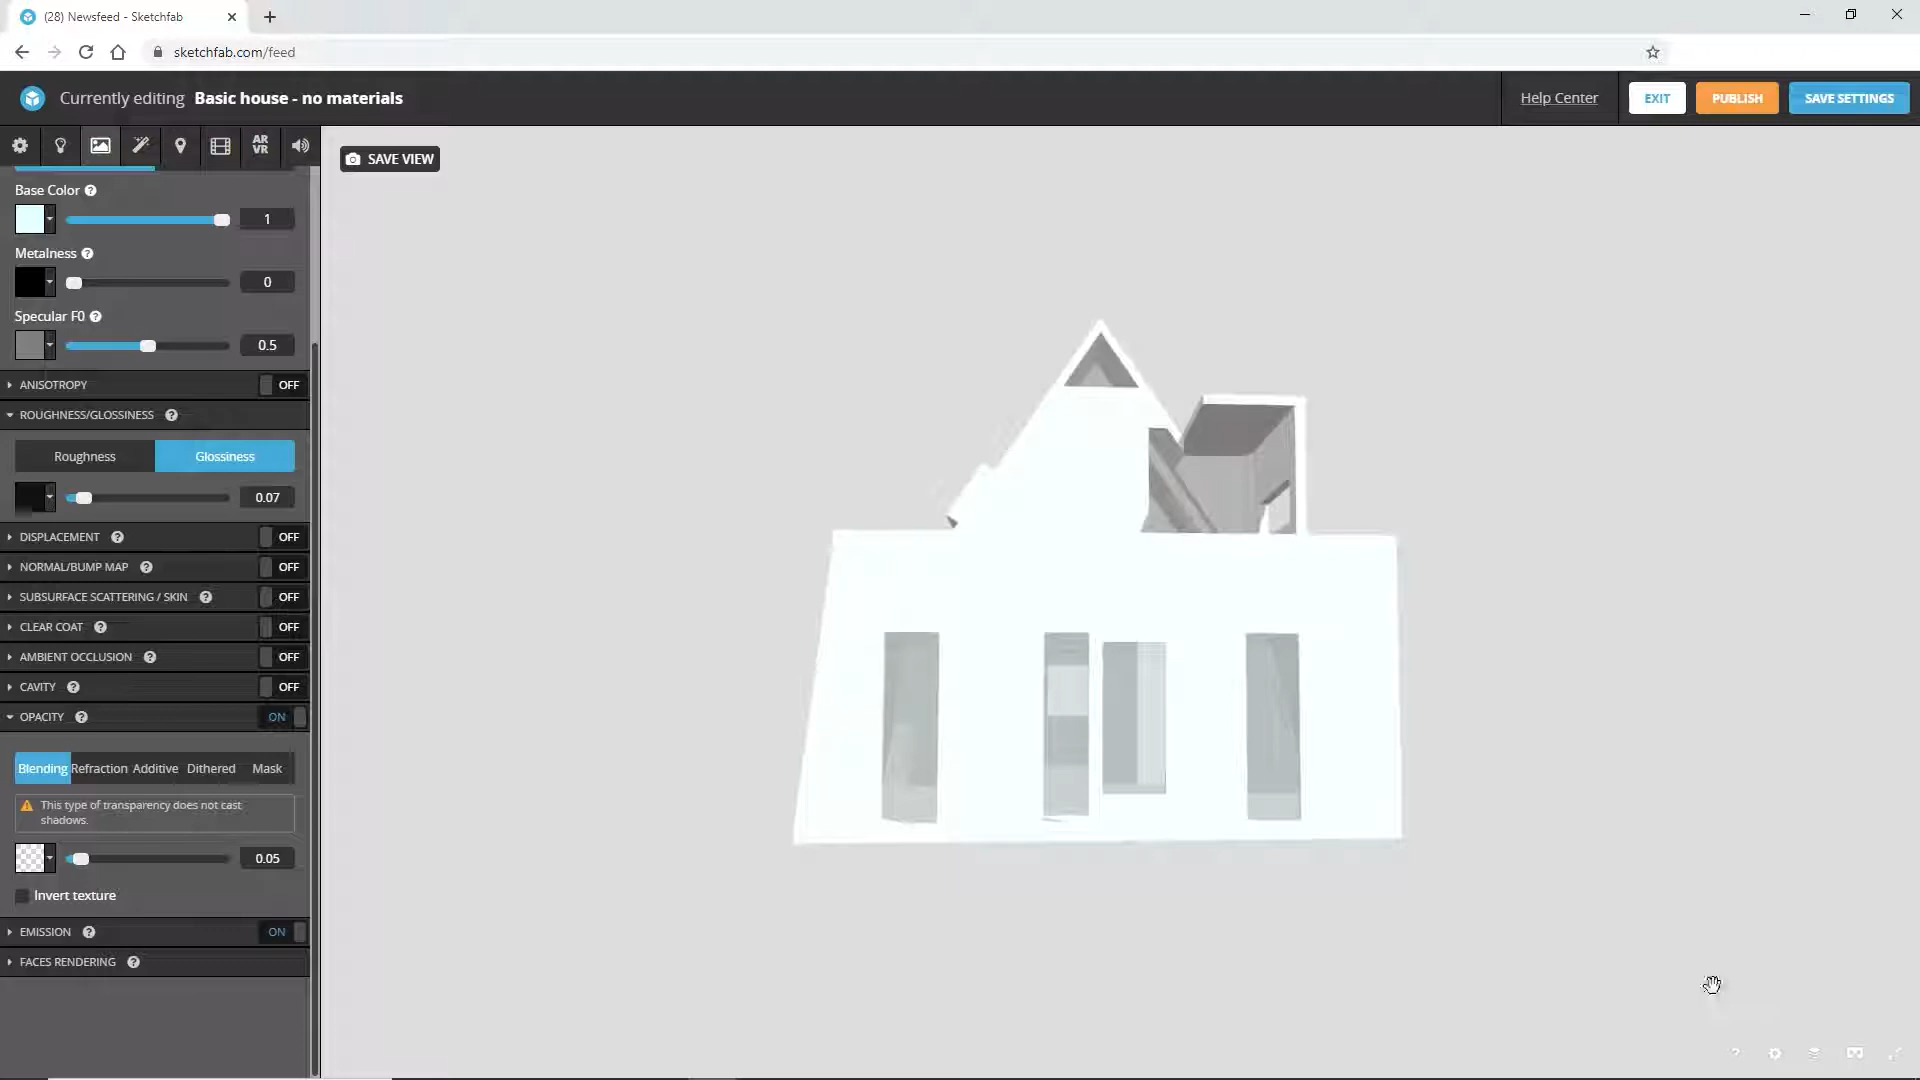 (28) Newsfeed - Sketchfab
sketchfab.com/feed
Currently editing Basic house - no materials
Help Center
EXIT
PUBLISH
SAVE SETTINGS
AR
VR
SAVE VIEW
Base Color
1
Metalness
0
Specular F0
0.5
ANISOTROPY OFF
ROUGHNESS/GLOSSINESS
Roughness Glossiness
0.07
DISPLACEMENT OFF
NORMAL/BUMP MAP OFF
SUBSURFACE SCATTERING / SKIN OFF
CLEAR COAT OFF
AMBIENT OCCLUSION OFF
CAVITY OFF
OPACITY ON
Blending Refraction Additive Dithered Mask
This type of transparency does not cast
shadows.
0.05
Invert texture
EMISSION ON
FACES RENDERING